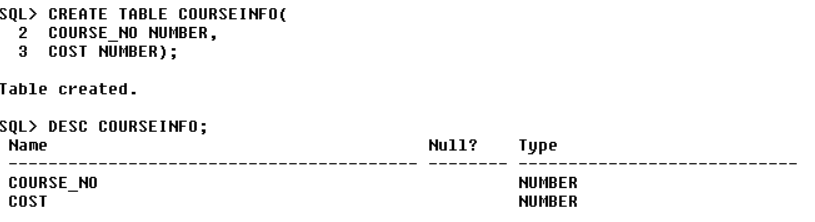 SQL> CREATE TABLE COURSEINFO(
  2  COURSE_NO NUMBER,
  3  COST NUMBER);
Table created.
SQL> DESC COURSEINFO;
 Name                                      Null?    Type
 ----------------------------------------- -------- ----------------------------
 COURSE_NO                                          NUMBER
 COST                                               NUMBER